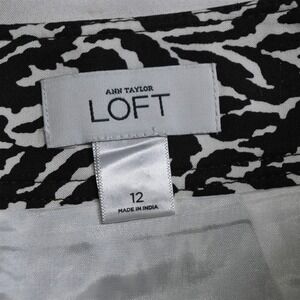 ANN TAYLOR
LOFT
12
MADE IN INDIA